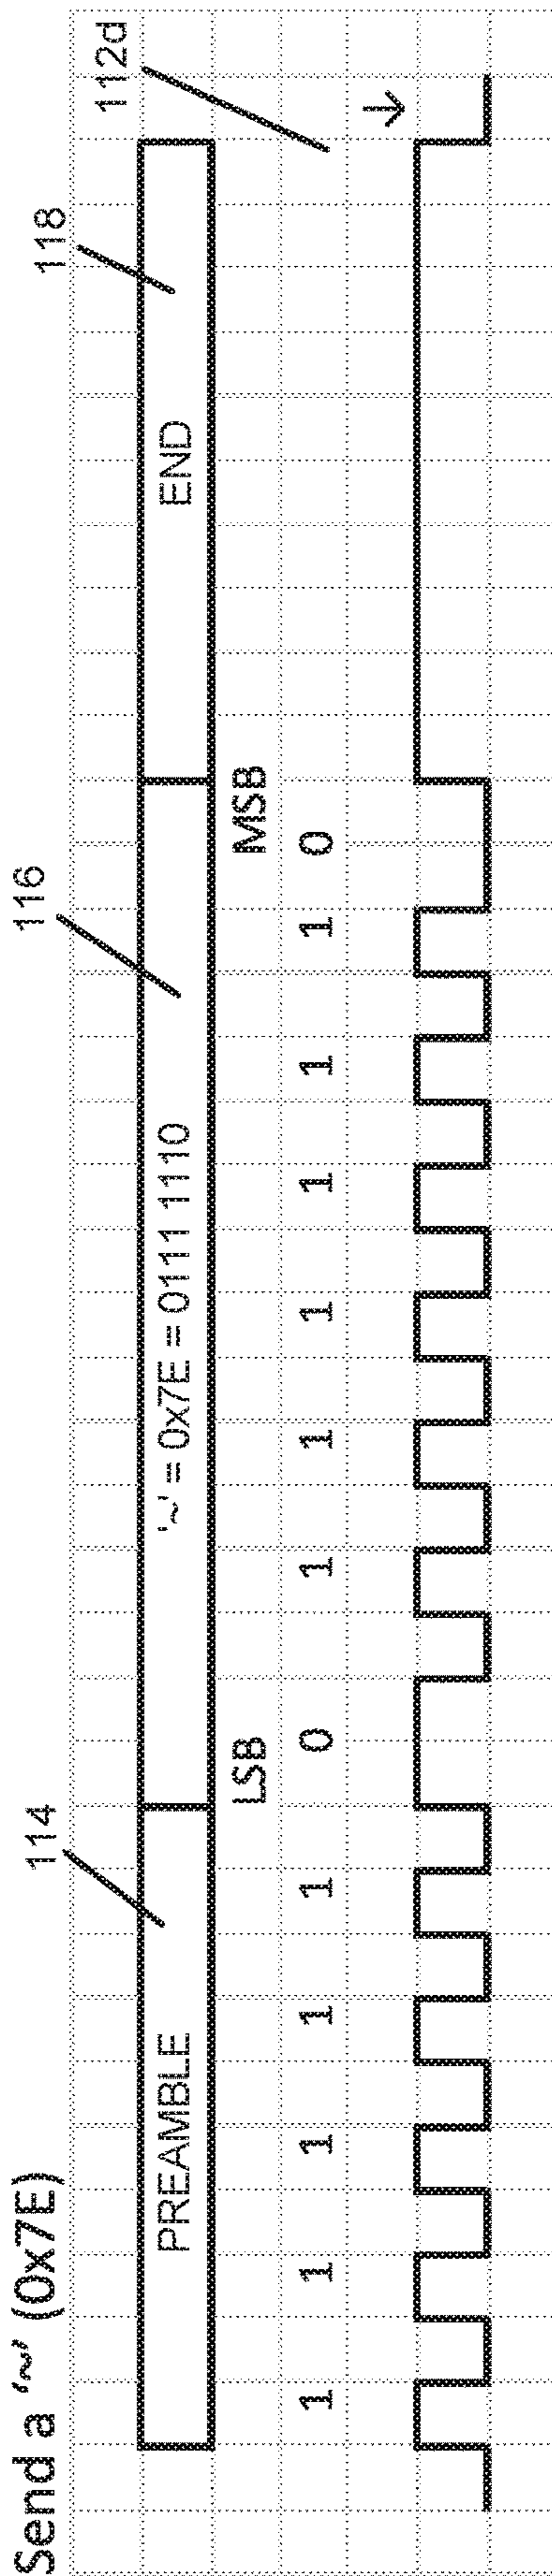 Send a '~' (0x7E)
114
116
118
112d
PREAMBLE
'~' = 0x7E = 0111 1110
END
LSB
MSB
1 1 1 1 1 0 1 1 1 1 1 1 0